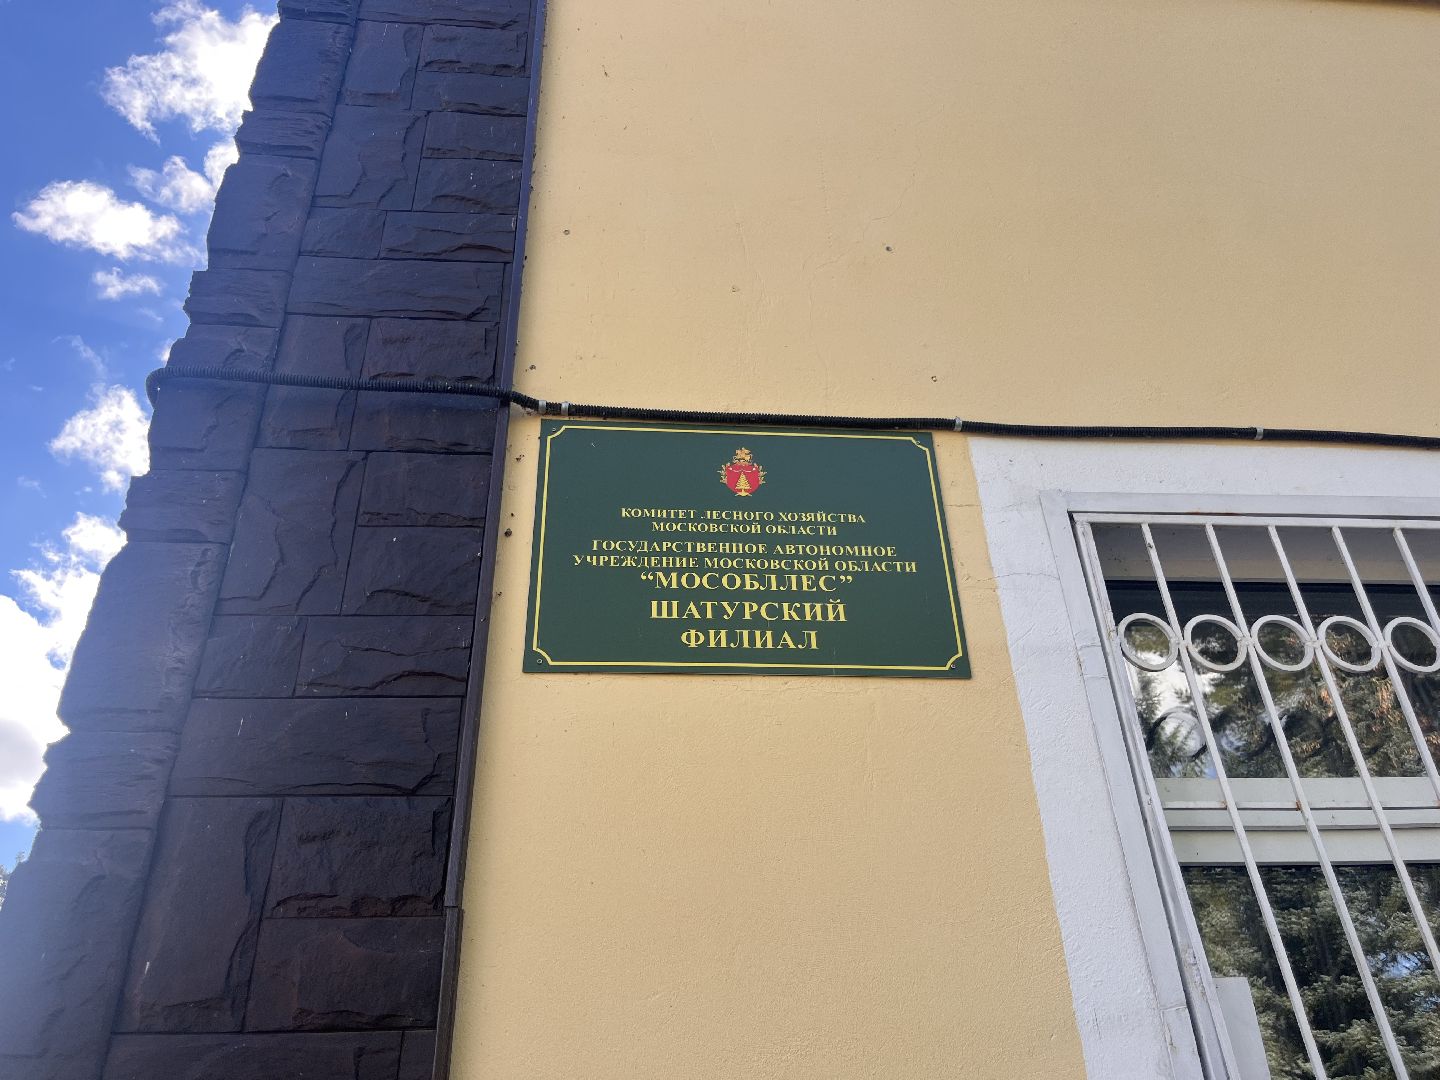 КОМИТЕТ ЛЕСНОГО ХОЗЯЙСТВА
МОСКОВСКОЙ ОБЛАСТИ
ГОСУДАРСТВЕННОЕ АВТОНОМНОЕ
УЧРЕЖДЕНИЕ МОСКОВСКОЙ ОБЛАСТИ
“МОСОБЛЛЕС”
ШАТУРСКИЙ
ФИЛИАЛ